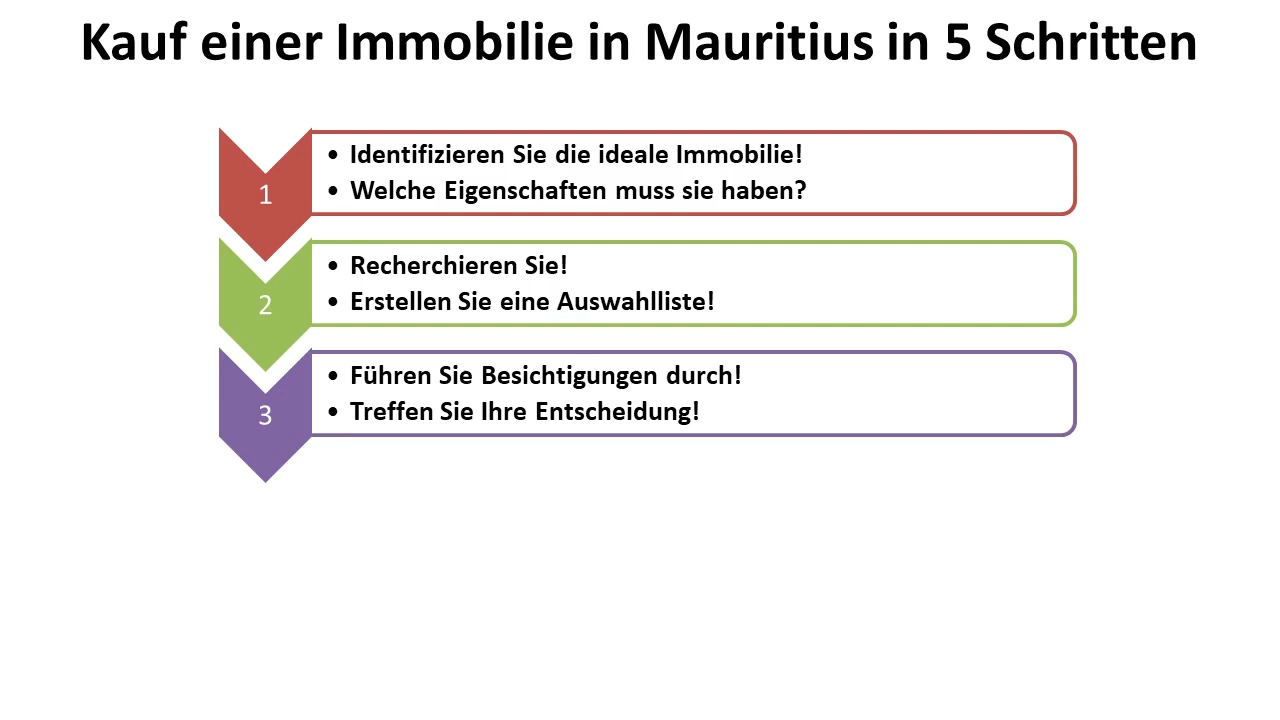 Kauf einer Immobilie in Mauritius in 5 Schritten
1
• Identifizieren Sie die ideale Immobilie!
• Welche Eigenschaften muss sie haben?
2
• Recherchieren Sie!
• Erstellen Sie eine Auswahlliste!
3
• Führen Sie Besichtigungen durch!
• Treffen Sie Ihre Entscheidung!